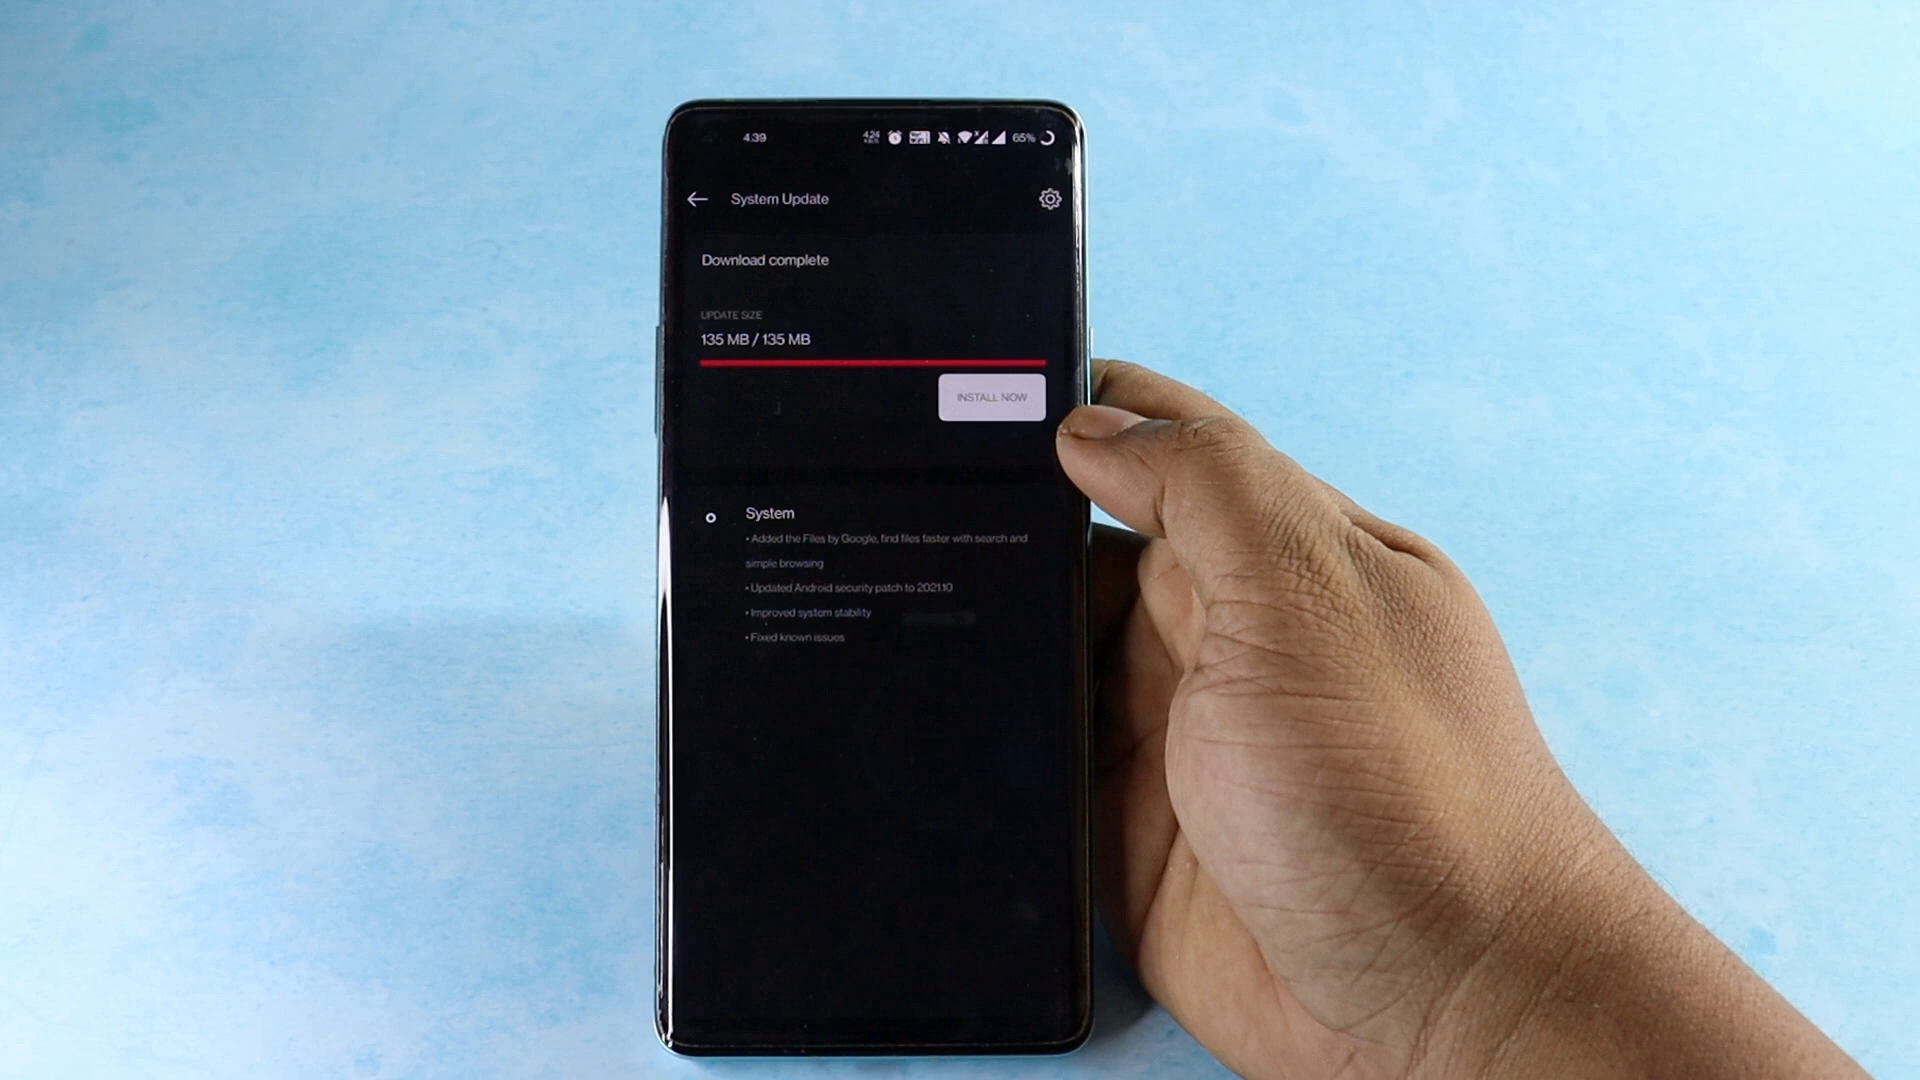 4.39
65%
System Update
Download complete
UPDATE SIZE
135 MB / 135 MB
INSTALL NOW
System
• Added the Files by Google, find files faster with search and
simple browsing
• Updated Android security patch to 2021.10
• Improved system stability
• Fixed known issues